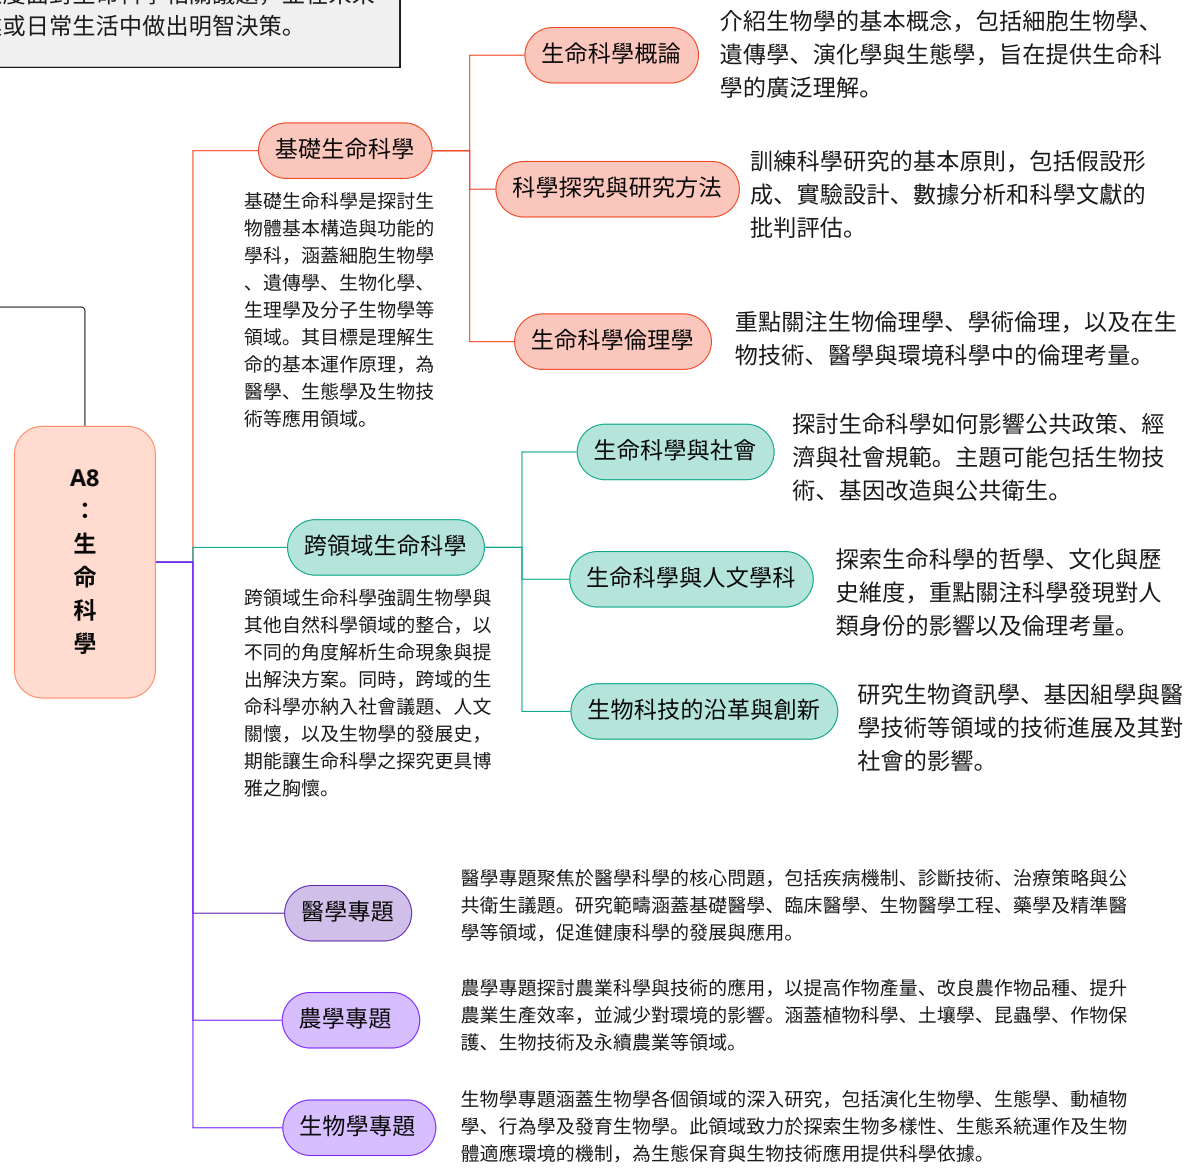 或日常生活中做出明智決策。
A8
：
生
命
科
學
基礎生命科學
基礎生命科學是探討生
物體基本構造與功能的
學科，涵蓋細胞生物學
、遺傳學、生物化學、
生理學及分子生物學等
領域。其目標是理解生
命的基本運作原理，為
醫學、生態學及生物技
術等應用領域。
生命科學概論
介紹生物學的基本概念，包括細胞生物學、
遺傳學、演化學與生態學，旨在提供生命科
學的廣泛理解。
科學探究與研究方法
訓練科學研究的基本原則，包括假設形
成、實驗設計、數據分析和科學文獻的
批判評估。
生命科學倫理學
重點關注生物倫理學、學術倫理，以及在生
物技術、醫學與環境科學中的倫理考量。
跨領域生命科學
跨領域生命科學強調生物學與
其他自然科學領域的整合，以
不同的角度解析生命現象與提
出解決方案。同時，跨域的生
命科學亦納入社會議題、人文
關懷，以及生物學的發展史，
期能讓生命科學之探究更具博
雅之胸懷。
生命科學與社會
探討生命科學如何影響公共政策、經
濟與社會規範。主題可能包括生物技
術、基因改造與公共衛生。
生命科學與人文學科
探索生命科學的哲學、文化與歷
史維度，重點關注科學發現對人
類身份的影響以及倫理考量。
生物科技的沿革與創新
研究生物資訊學、基因組學與醫
學技術等領域的技術進展及其對
社會的影響。
醫學專題
醫學專題聚焦於醫學科學的核心問題，包括疾病機制、診斷技術、治療策略與公
共衛生議題。研究範疇涵蓋基礎醫學、臨床醫學、生物醫學工程、藥學及精準醫
學等領域，促進健康科學的發展與應用。
農學專題
農學專題探討農業科學與技術的應用，以提高作物產量、改良農作物品種、提升
農業生產效率，並減少對環境的影響。涵蓋植物科學、土壤學、昆蟲學、作物保
護、生物技術及永續農業等領域。
生物學專題
生物學專題涵蓋生物學各個領域的深入研究，包括演化生物學、生態學、動植物
學、行為學及發育生物學。此領域致力於探索生物多樣性、生態系統運作及生物
體適應環境的機制，為生態保育與生物技術應用提供科學依據。